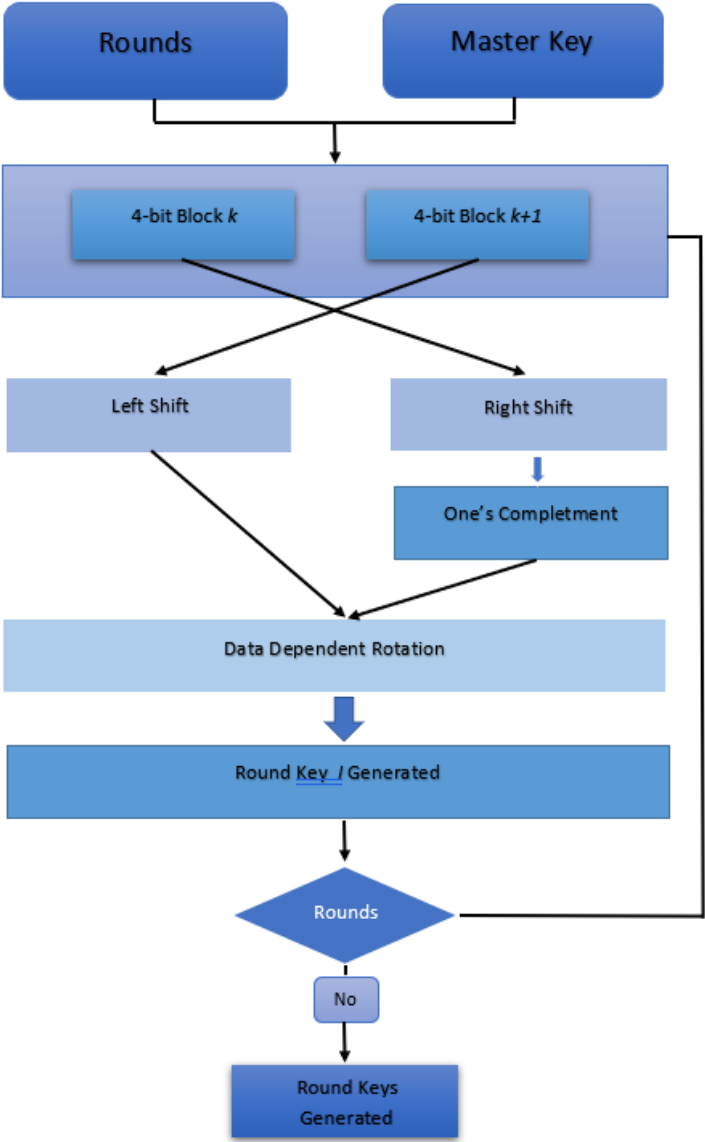 Rounds
Master Key
4-bit Block k
4-bit Block k+1
Left Shift
Right Shift
One's Completment
Data Dependent Rotation
Round Key I Generated
Rounds
No
Round Keys
Generated